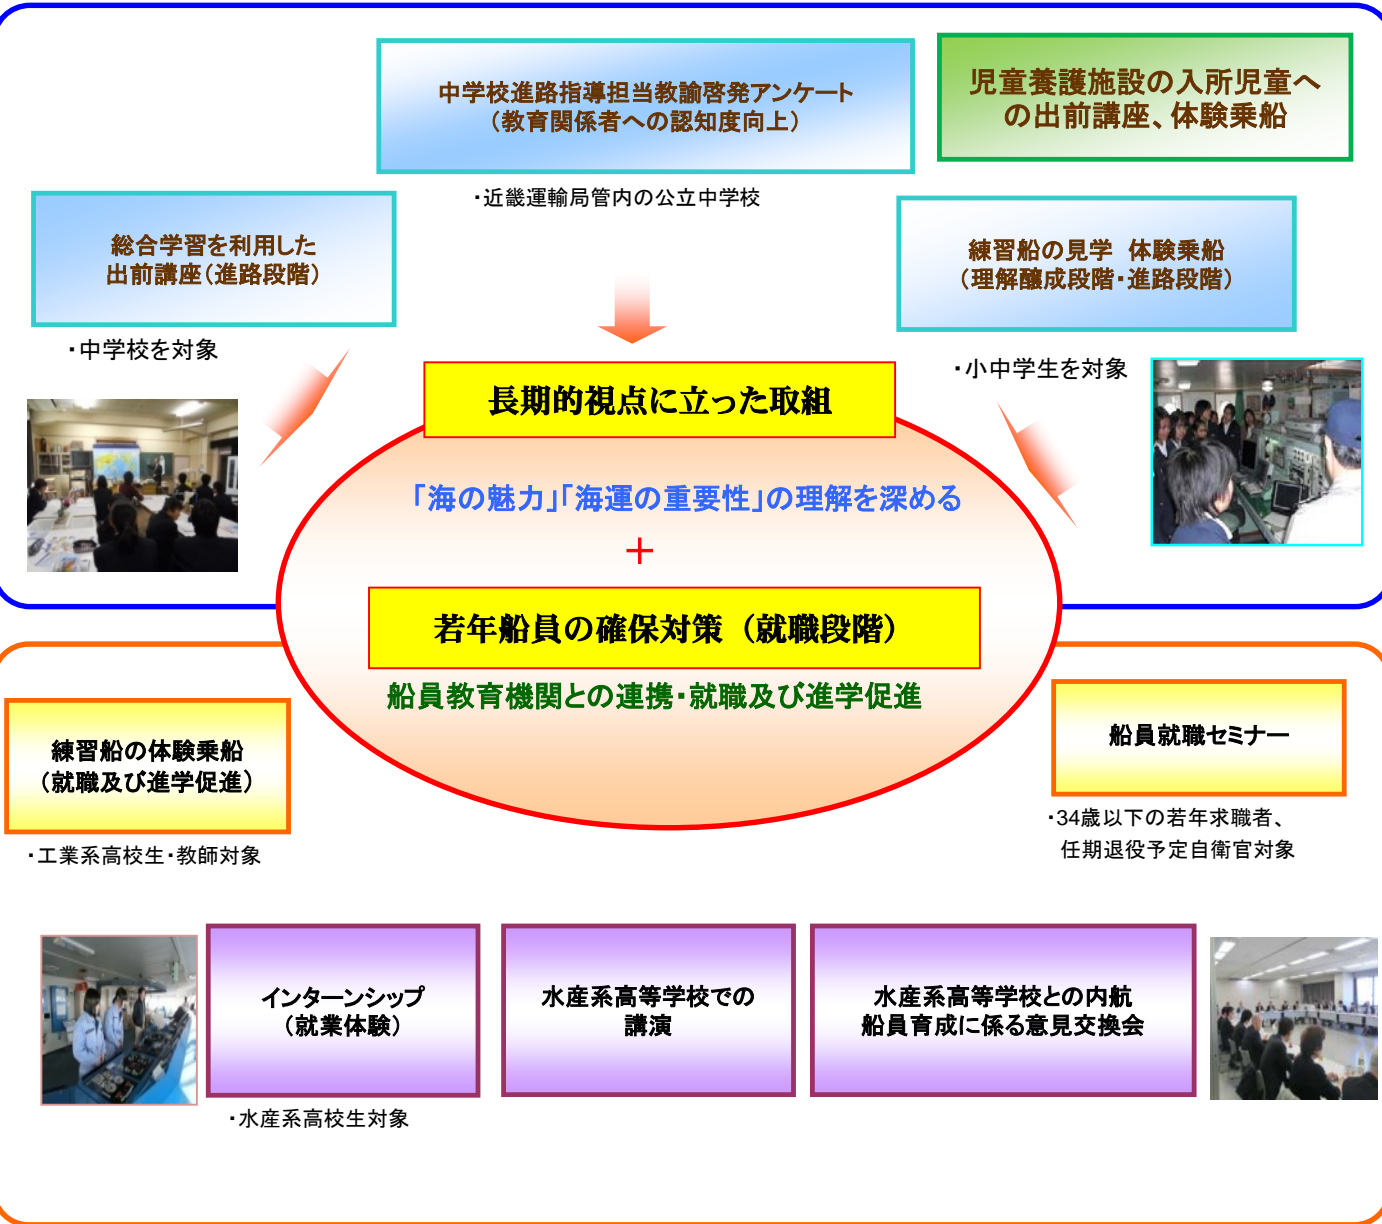 中学校進路指導担当教諭啓発アンケート
（教育関係者への認知度向上）
・近畿運輸局管内の公立中学校
児童養護施設の入所児童へ
の出前講座、体験乗船
総合学習を利用した
出前講座（進路段階）
・中学校を対象
練習船の見学　体験乗船
（理解醸成段階・進路段階）
・小中学生を対象
長期的視点に立った取組
「海の魅力」「海運の重要性」の理解を深める
＋
若年船員の確保対策（就職段階）
船員教育機関との連携・就職及び進学促進
練習船の体験乗船
（就職及び進学促進）
・工業系高校生・教師対象
船員就職セミナー
・34歳以下の若年求職者、
任期退役予定自衛官対象
インターンシップ
（就業体験）
・水産系高校生対象
水産系高等学校での
講演
水産系高等学校との内航
船員育成に係る意見交換会